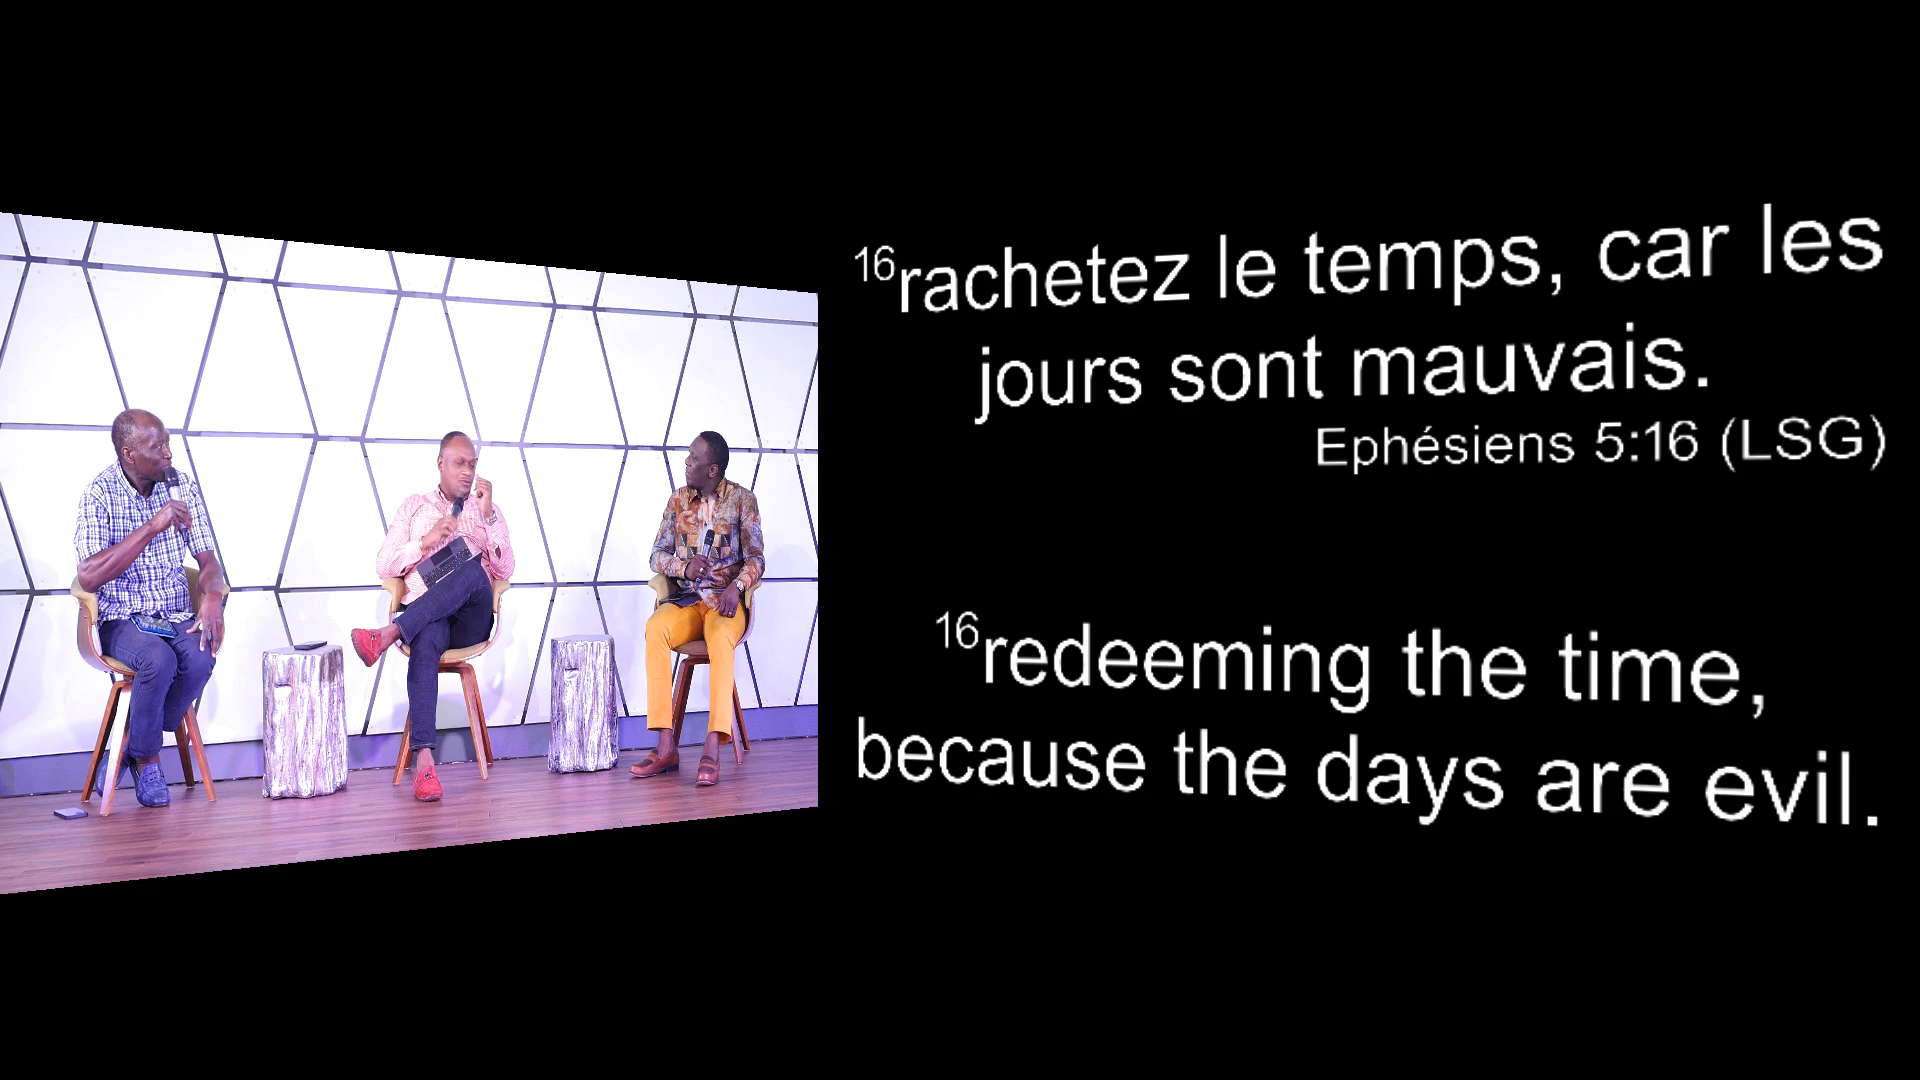 16rachetez le temps, car les
jours sont mauvais.
Ephésiens 5:16 (LSG)
16redeeming the time,
because the days are evil.